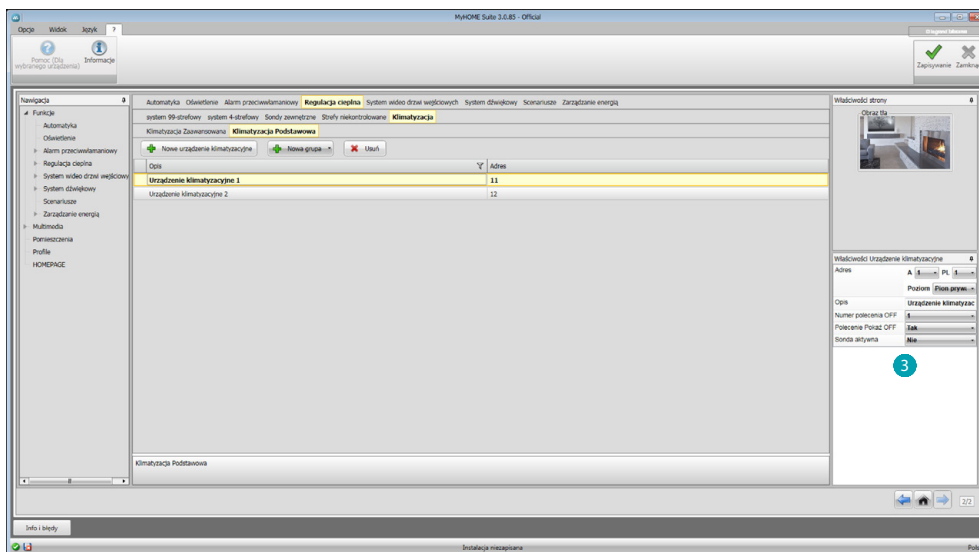 MyHOME Suite 3.0.85 - Official
Opcje Widok Język ?
Pomoc (Dla wybranego urządzenia)
Informacje
Zapisywanie Zamkną
Nawigacja
Funkcje
Automatyka
Oświetlenie
Alarm przeciwwłamaniowy
Regulacja cieplna
System wideo drzwi wejściowy
System dźwiękowy
Scenariusze
Zarządzanie energią
Multimedia
Pomieszczenia
Profile
HOMEPAGE
Automatyka Oświetlenie Alarm przeciwwłamaniowy Regulacja cieplna System wideo drzwi wejściowych System dźwiękowy Scenariusze Zarządzanie energią
system 99-strefowy system 4-strefowy Sondy zewnętrzne Strefy niekontrolowane Klimatyzacja
Klimatyzacja Zaawansowana Klimatyzacja Podstawowa
Nowe urządzenie klimatyzacyjne Nowa grupa Usuń
Opis Adres
Urządzenie klimatyzacyjne 1 11
Urządzenie klimatyzacyjne 2 12
Klimatyzacja Podstawowa
Właściwości strony
Obraz tła
Właściwości Urządzenie klimatyzacyjne
Adres A 1 PL 1
Poziom Pion prywa
Opis Urządzenie klimatyzac
Numer polecenia OFF 1
Polecenie Pokaż OFF Tak
Sonda aktywna Nie
3
2/2
Info i błędy
Instalacja niezapisana